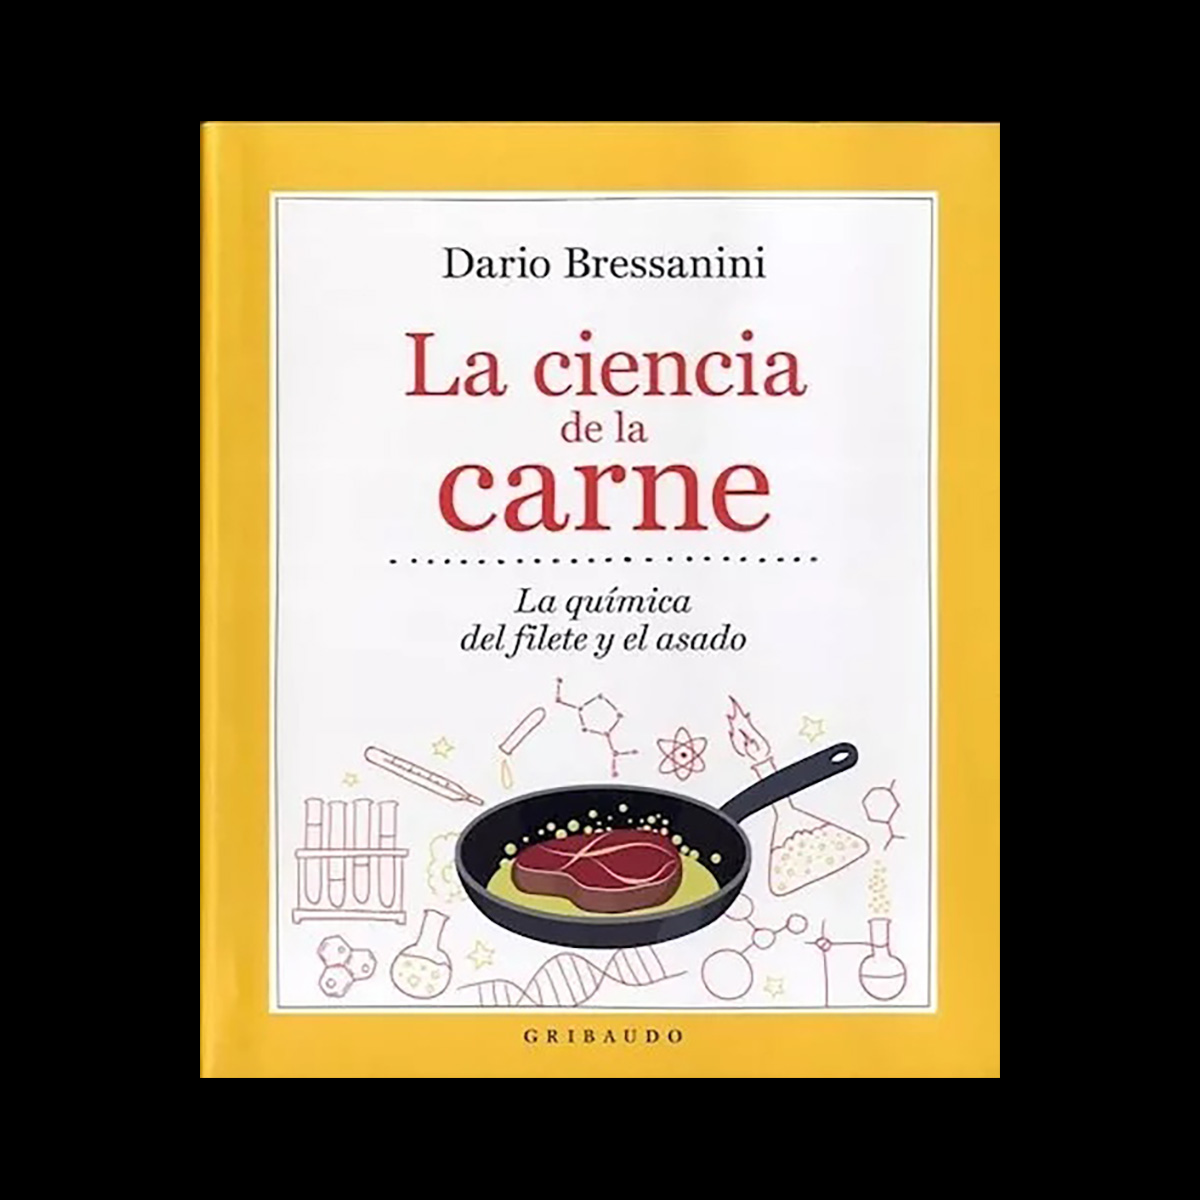 Dario Bressanini
La ciencia
de la
carne
La química
del filete y el asado
GRIBAUDO